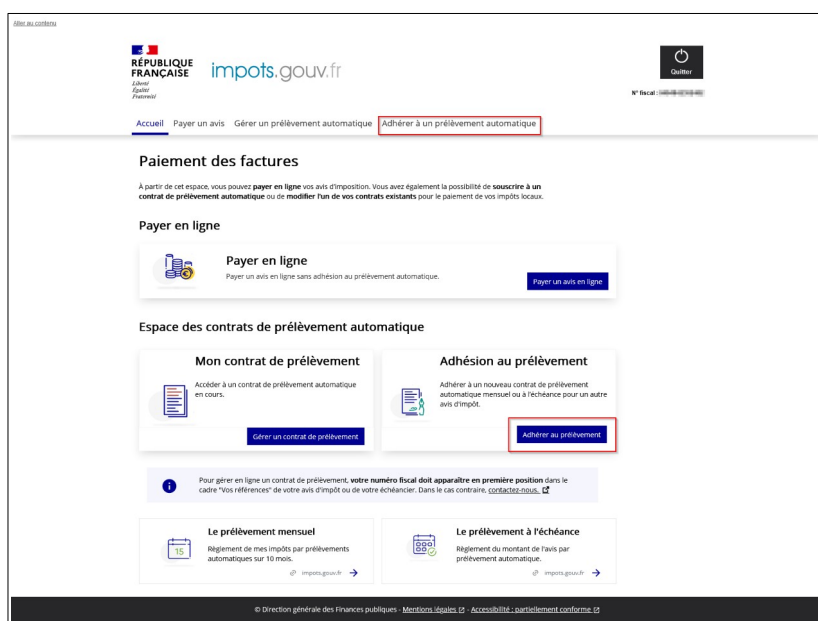 Aller au contenu
RÉPUBLIQUE
FRANÇAISE
Liberté
Égalité
Fraternité
impots.gouv.fr
Quitter
N° fiscal :
Accueil Payer un avis Gérer un prélèvement automatique Adhérer à un prélèvement automatique
Paiement des factures
À partir de cet espace, vous pouvez payer en ligne vos avis d'imposition. Vous avez également la possibilité de souscrire à un
contrat de prélèvement automatique ou de modifier l'un de vos contrats existants pour le paiement de vos impôts locaux.
Payer en ligne
Payer en ligne
Payer un avis en ligne sans adhésion au prélèvement automatique.
Payer un avis en ligne
Espace des contrats de prélèvement automatique
Mon contrat de prélèvement
Accéder à un contrat de prélèvement automatique
en cours.
Gérer un contrat de prélèvement
Adhésion au prélèvement
Adhérer à un nouveau contrat de prélèvement
automatique mensuel ou à l'échéance pour un autre
avis d'impôt.
Adhérer au prélèvement
Pour gérer en ligne un contrat de prélèvement, votre numéro fiscal doit apparaître en première position dans le
cadre "Vos références" de votre avis d'impôt ou de votre échéancier. Dans le cas contraire, contactez-nous.
15
Le prélèvement mensuel
Règlement de mes impôts par prélèvements
automatiques sur 10 mois.
impots.gouv.fr
Le prélèvement à l'échéance
Règlement du montant de l'avis par
prélèvement automatique.
impots.gouv.fr
© Direction générale des Finances publiques - Mentions légales - Accessibilité : partiellement conforme